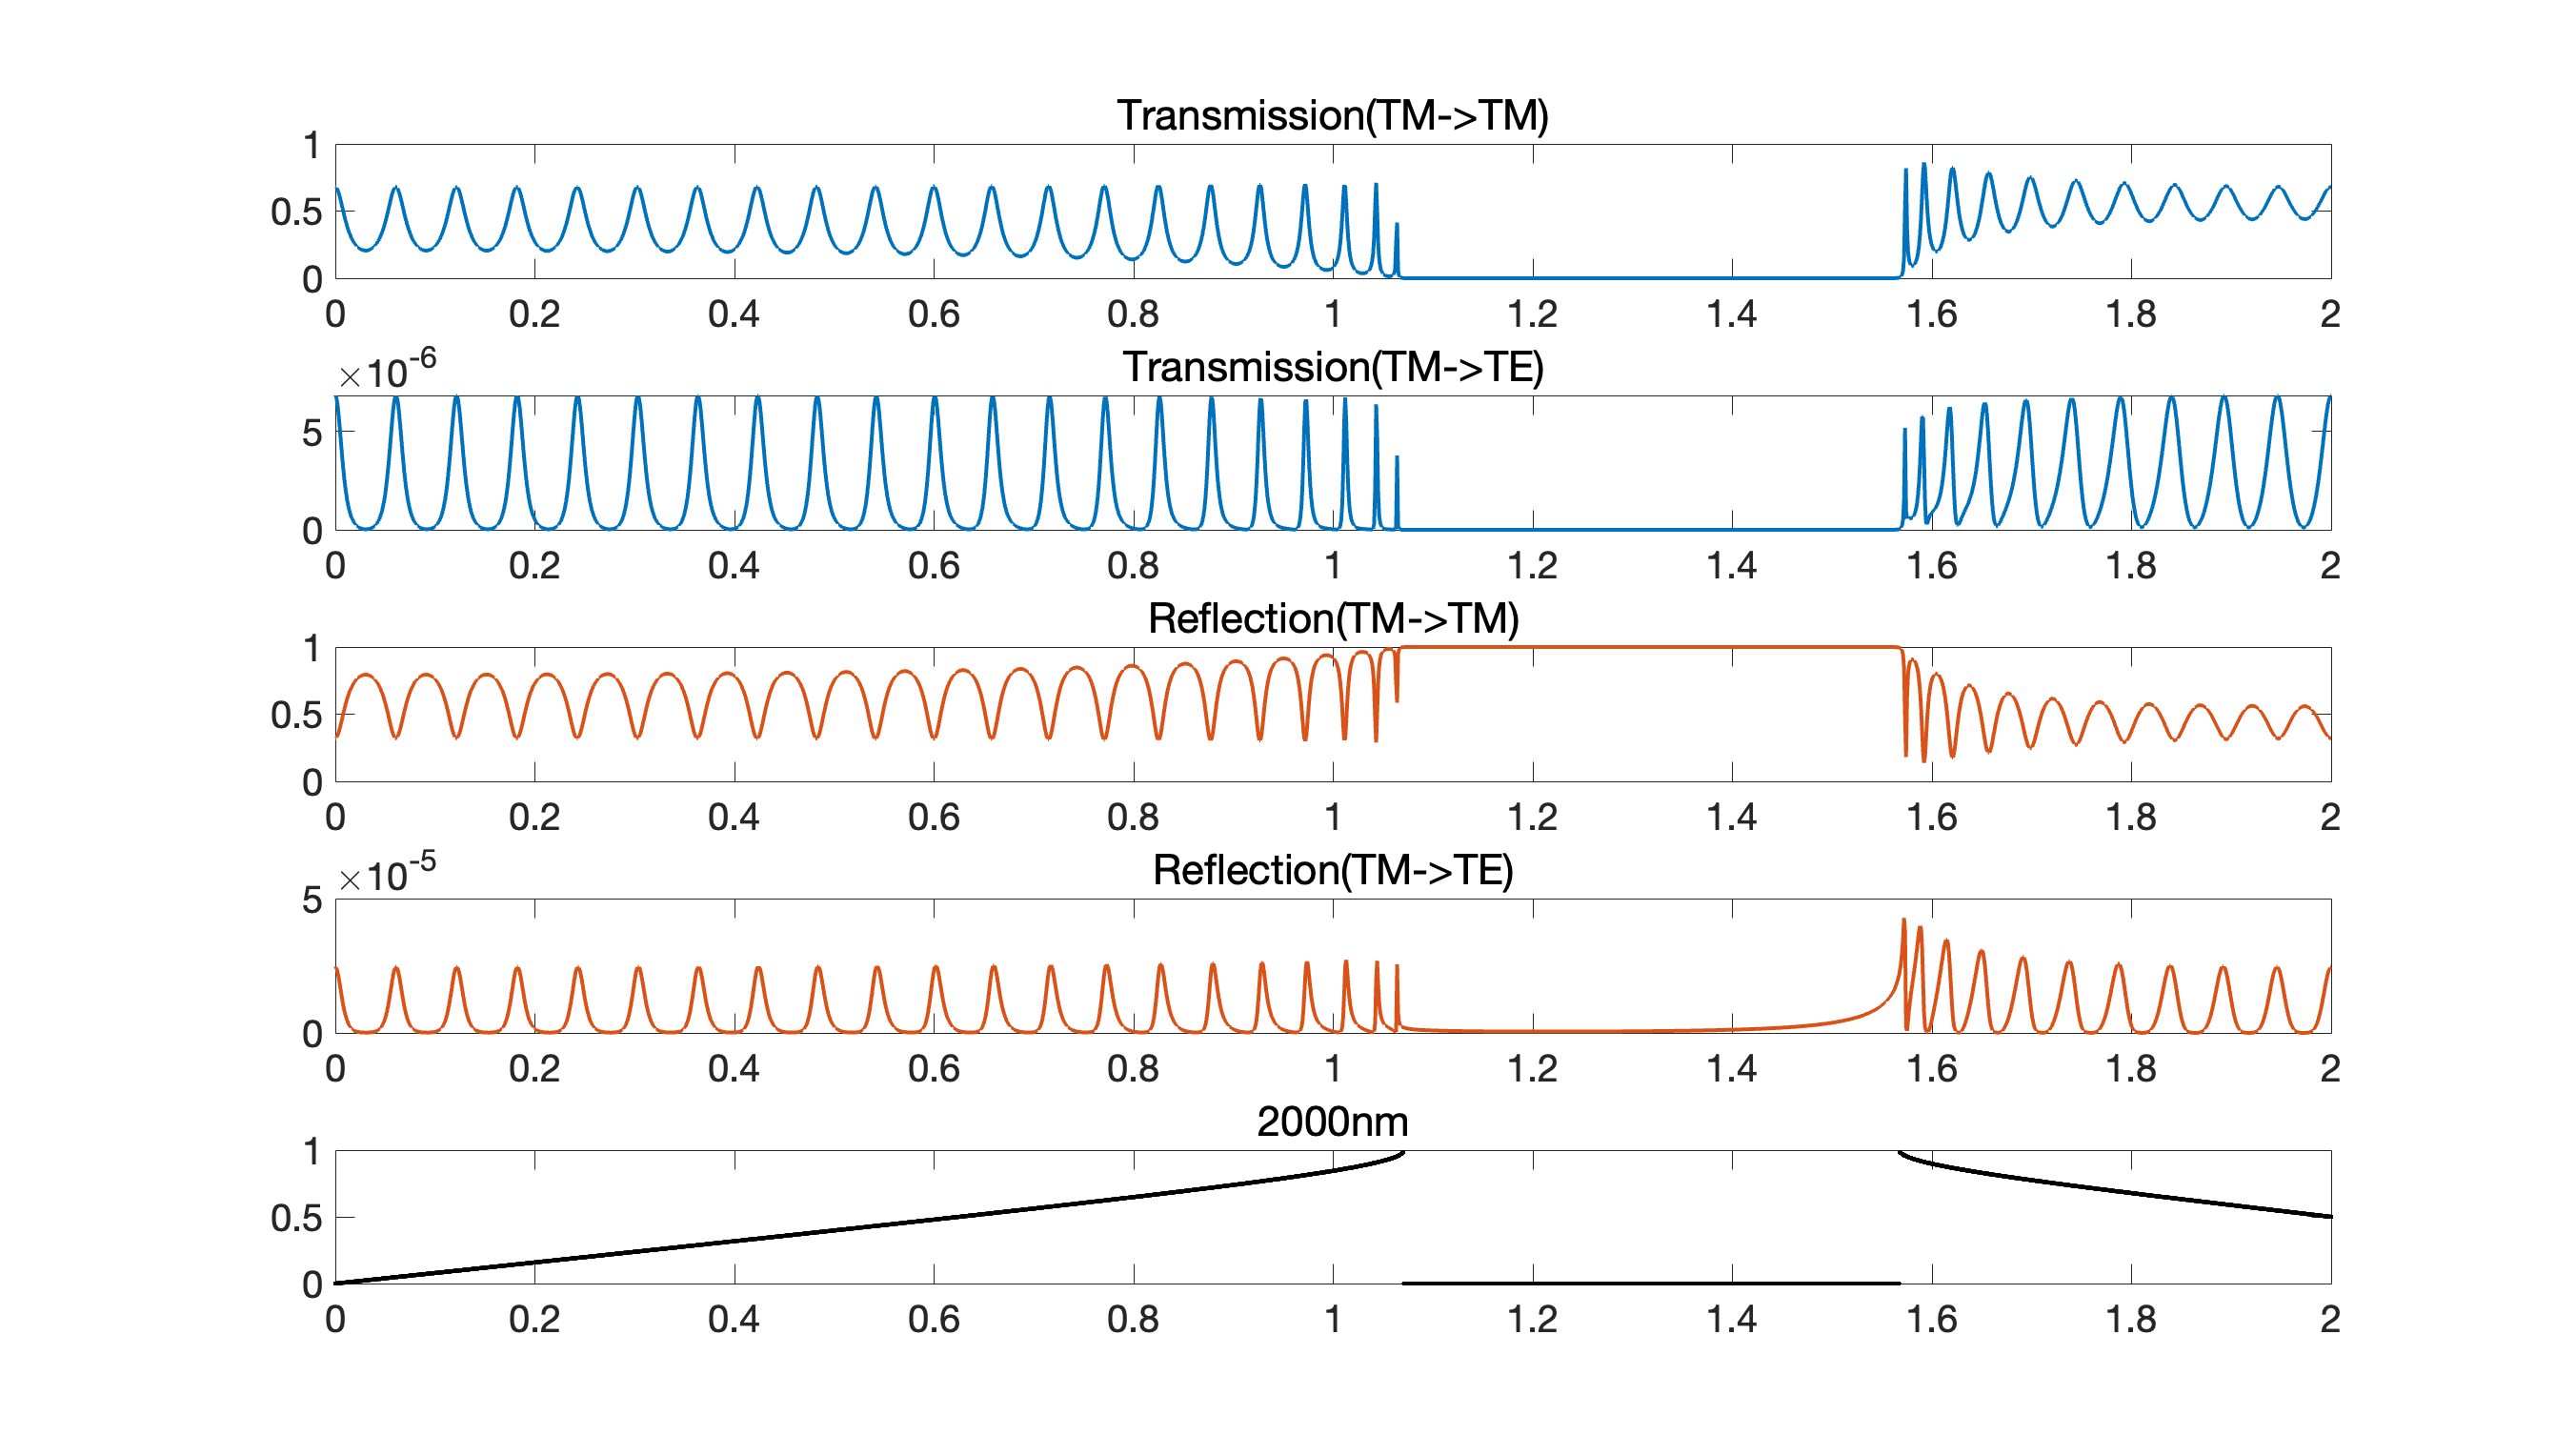 Transmission(TM->TM)
1
0.5
0
0 0.2 0.4 0.6 0.8 1 1.2 1.4 1.6 1.8 2
Transmission(TM->TE)
×10-6
5
0
0 0.2 0.4 0.6 0.8 1 1.2 1.4 1.6 1.8 2
Reflection(TM->TM)
1
0.5
0
0 0.2 0.4 0.6 0.8 1 1.2 1.4 1.6 1.8 2
Reflection(TM->TE)
×10-5
5
0
0 0.2 0.4 0.6 0.8 1 1.2 1.4 1.6 1.8 2
2000nm
1
0.5
0
0 0.2 0.4 0.6 0.8 1 1.2 1.4 1.6 1.8 2